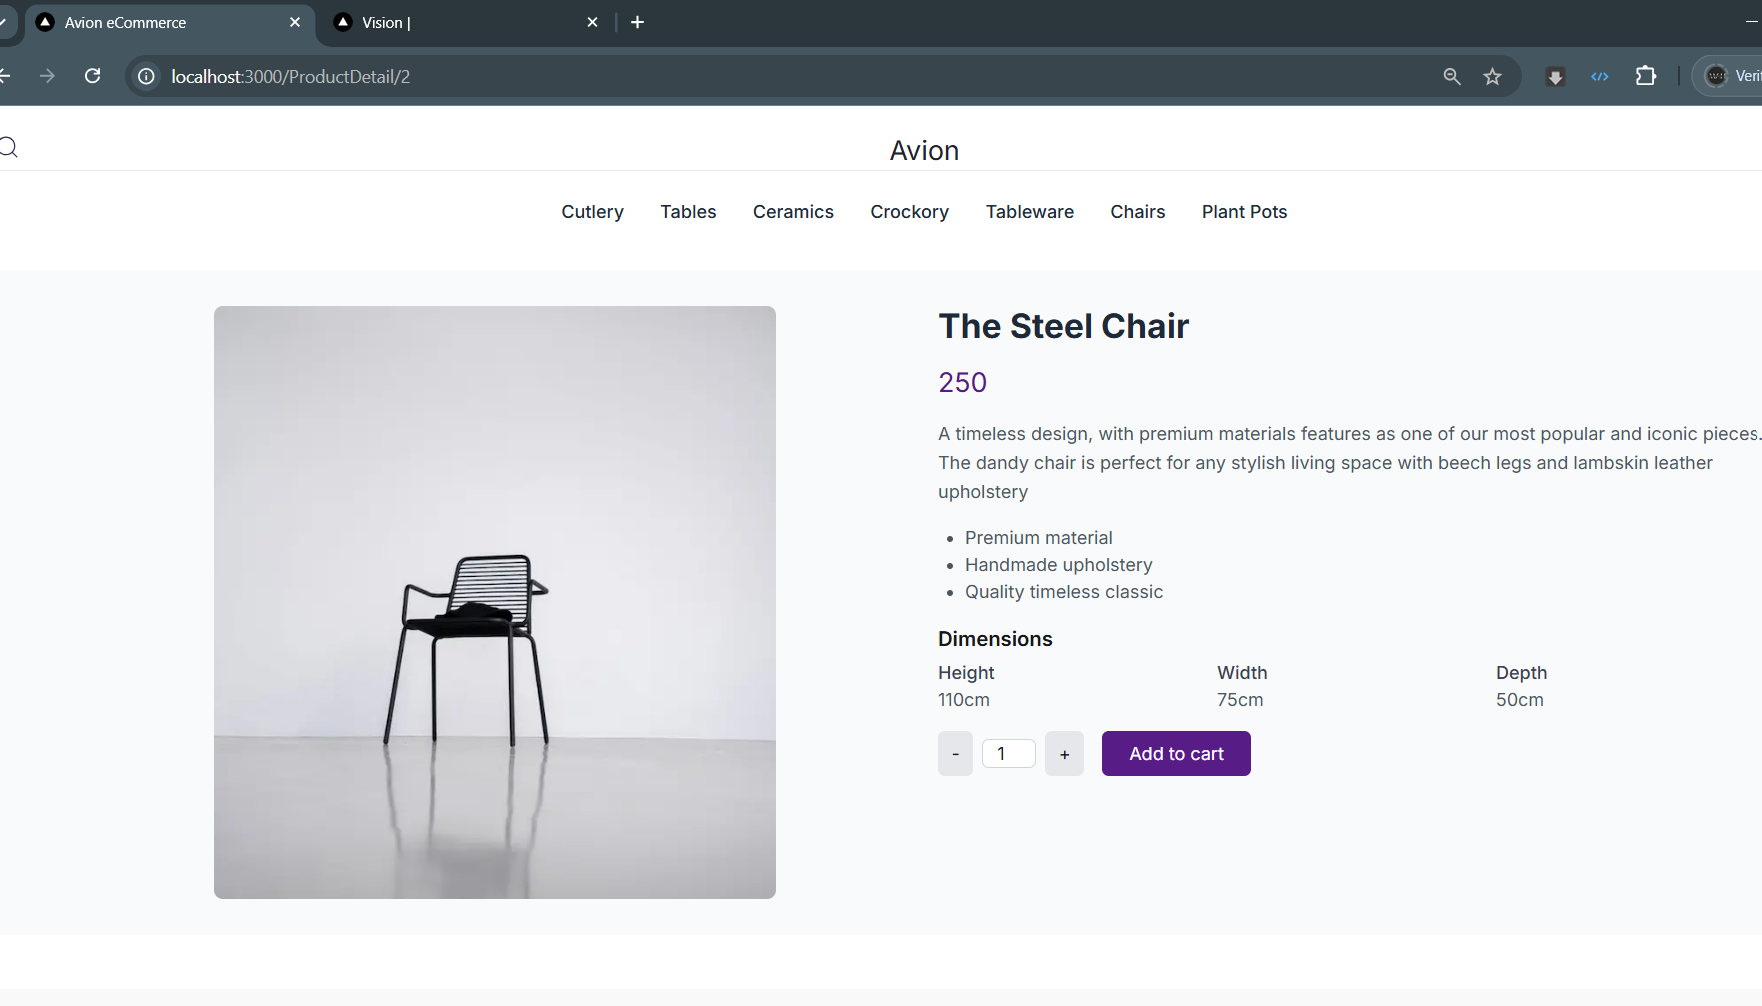 Avion eCommerce
Vision |
localhost:3000/ProductDetail/2
Avion
Cutlery Tables Ceramics Crockory Tableware Chairs Plant Pots
The Steel Chair
250
A timeless design, with premium materials features as one of our most popular and iconic pieces.
The dandy chair is perfect for any stylish living space with beech legs and lambskin leather
upholstery
• Premium material
• Handmade upholstery
• Quality timeless classic
Dimensions
Height Width Depth
110cm 75cm 50cm
- 1 + Add to cart